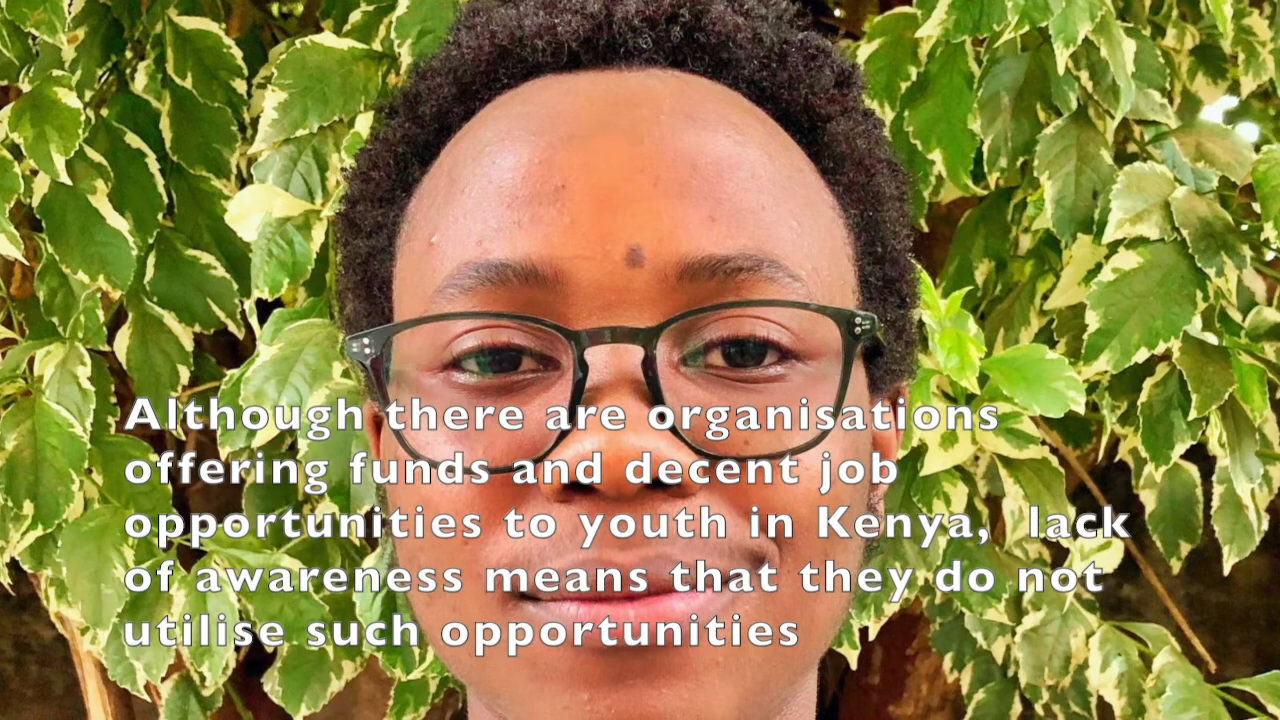 Although there are organisations
offering funds and decent job
opportunities to youth in Kenya,  lack
of awareness means that they do not
utilise such opportunities